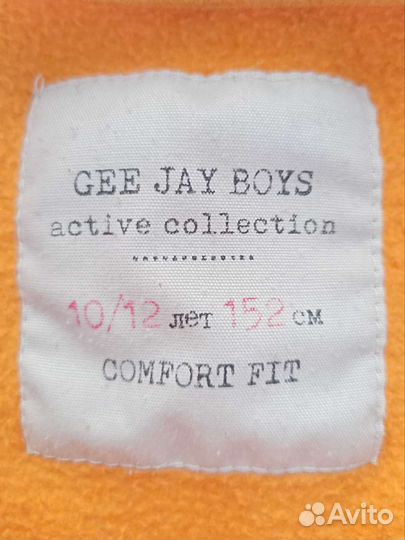 GEE JAY BOYS
active collection
10/12 лет 152 см
COMFORT FIT
Avito